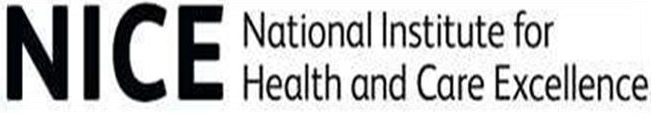 NICE National Institute for
Health and Care Excellence